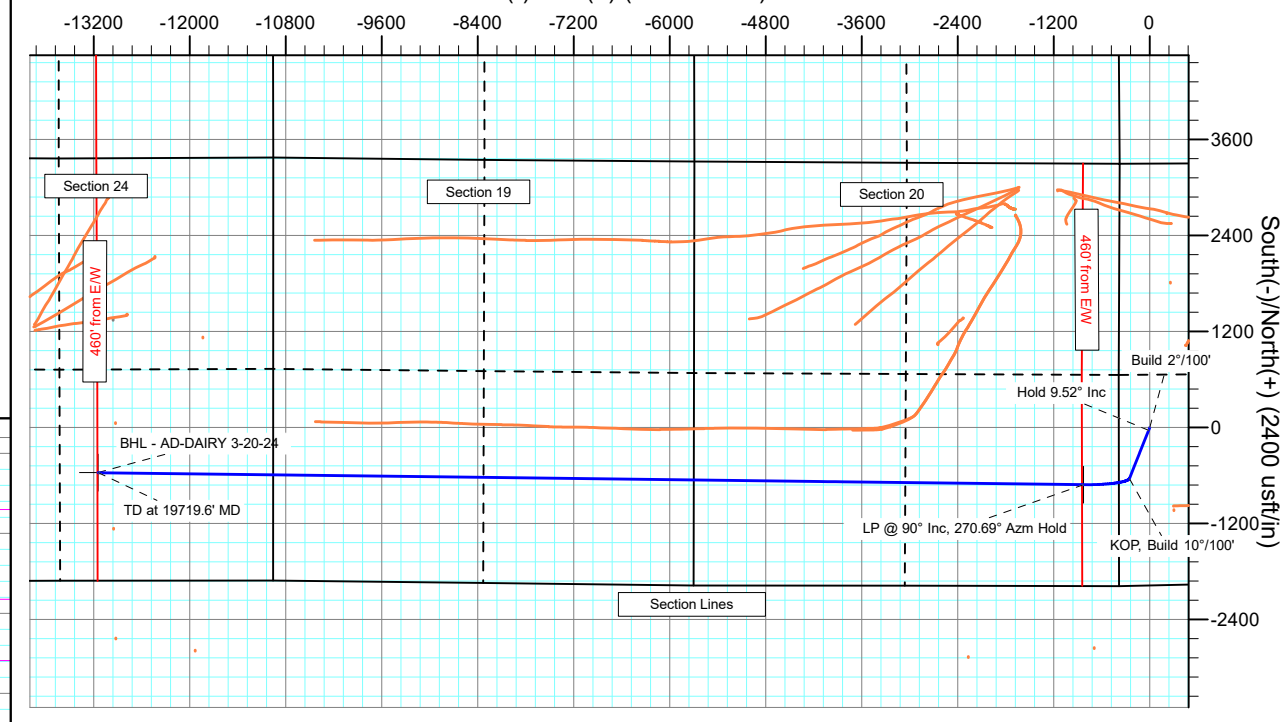 -13200 -12000 -10800 -9600 -8400 -7200 -6000 -4800 -3600 -2400 -1200 0
3600
2400
1200
0
-1200
-2400
South(-)/North(+) (2400 usft/in)
Section 24
Section 19
Section 20
460' from E/W
460' from E/W
Build 2°/100'
Hold 9.52° Inc
BHL - AD-DAIRY 3-20-24
TD at 19719.6' MD
LP @ 90° Inc, 270.69° Azm Hold
KOP, Build 10°/100'
Section Lines